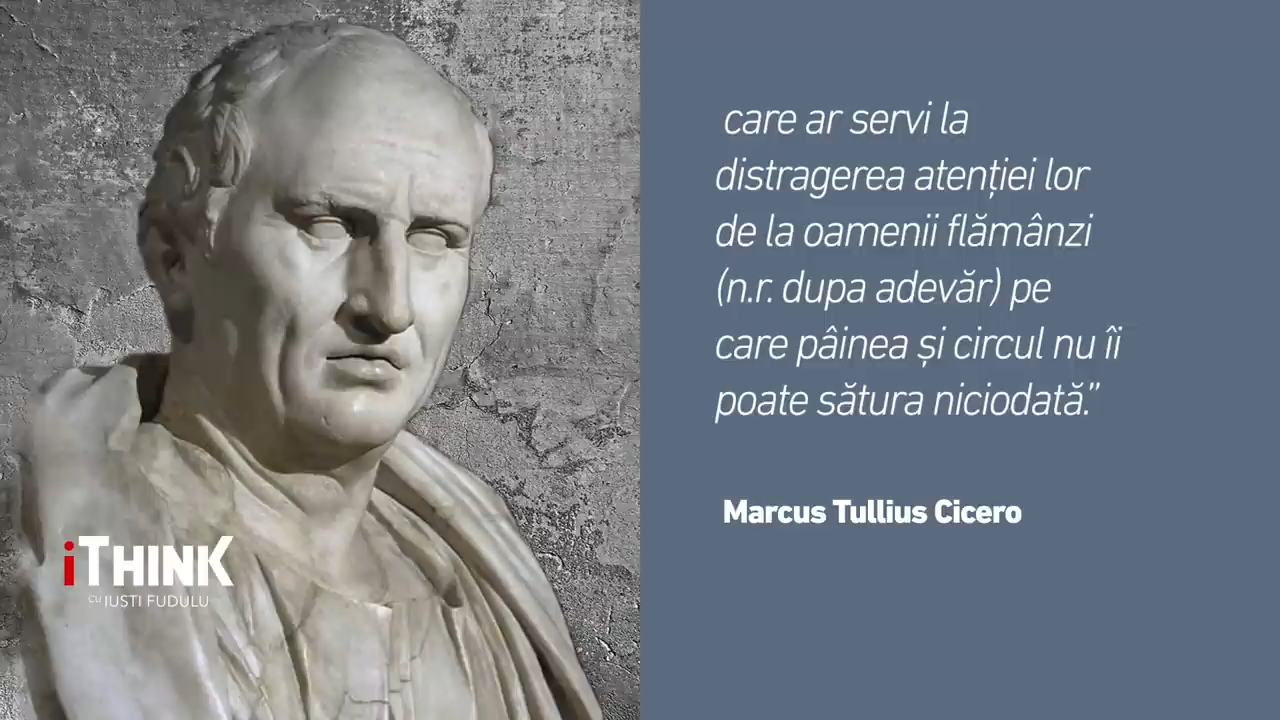 care ar servi la
distragerea atenției lor
de la oamenii flămânzi
(n.r. dupa adevăr) pe
care pâinea și circul nu îi
poate sătura niciodată.”
Marcus Tullius Cicero
iTHINK
cu IUSTI FUDULU